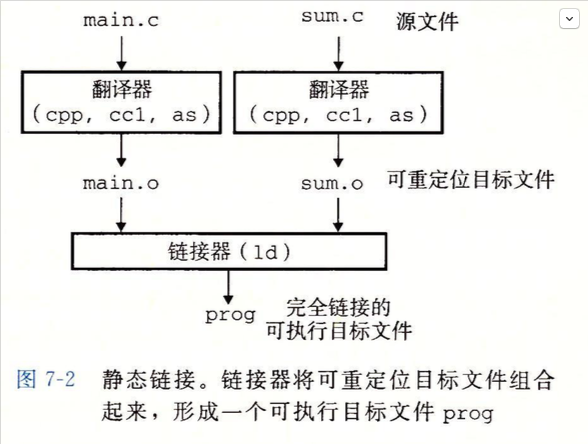 main.c sum.c 源文件
翻译器 翻译器
(cpp, cc1, as) (cpp, cc1, as)
main.o sum.o 可重定位目标文件
链接器(ld)
prog 完全链接的
可执行目标文件
图 7-2 静态链接。链接器将可重定位目标文件组合
起来，形成一个可执行目标文件 prog